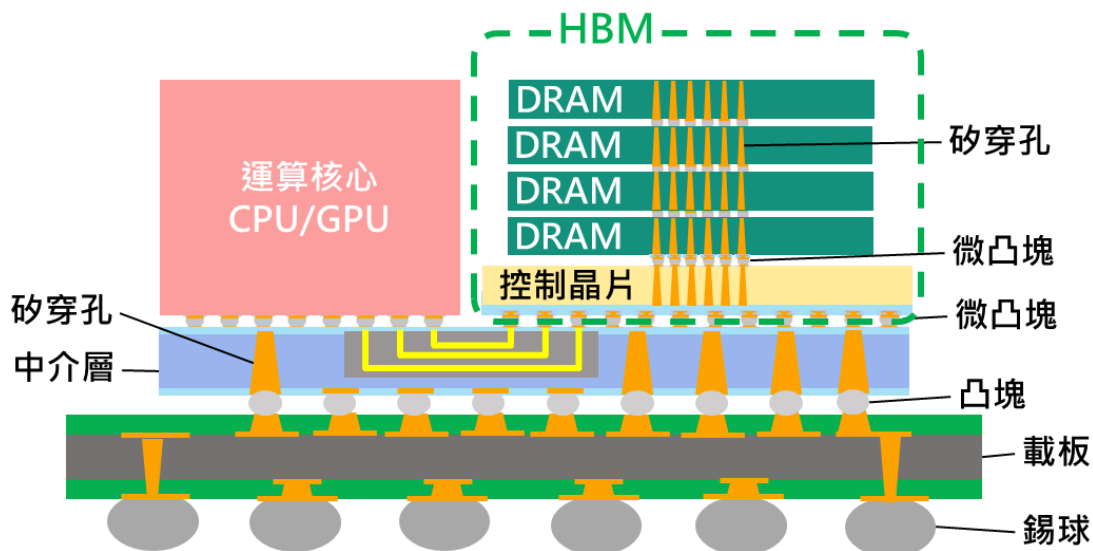 HBM
DRAM
DRAM
DRAM
DRAM
矽穿孔
運算核心
CPU/GPU
微凸塊
控制晶片
矽穿孔
微凸塊
中介層
凸塊
載板
錫球